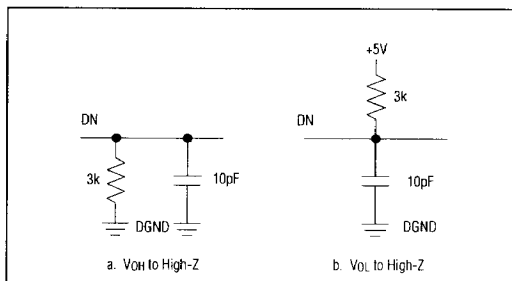 +5V
3k
DN
3k
10pF
DGND
a. VOH to High-Z
DN
10pF
DGND
b. VOL to High-Z